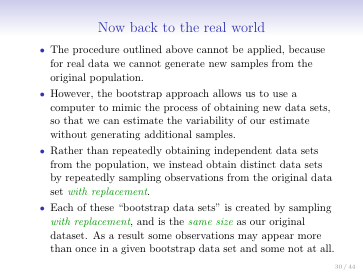 Now back to the real world
• The procedure outlined above cannot be applied, because
for real data we cannot generate new samples from the
original population.
• However, the bootstrap approach allows us to use a
computer to mimic the process of obtaining new data sets,
so that we can estimate the variability of our estimate
without generating additional samples.
• Rather than repeatedly obtaining independent data sets
from the population, we instead obtain distinct data sets
by repeatedly sampling observations from the original data
set with replacement.
• Each of these “bootstrap data sets” is created by sampling
with replacement, and is the same size as our original
dataset. As a result some observations may appear more
than once in a given bootstrap data set and some not at all.
30 / 44